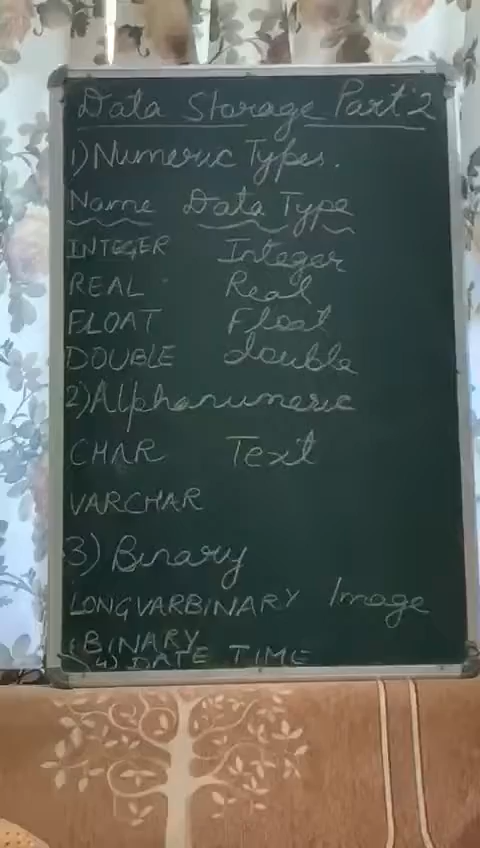 Data Storage Part 2
1) Numeric Types.
Name Data Type
INTEGER Integer
REAL Real
FLOAT Float
DOUBLE double
2) Alphanumeric
CHAR Text
VARCHAR
3) Binary
LONGVARBINARY Image
BINARY
4) DATE TIME